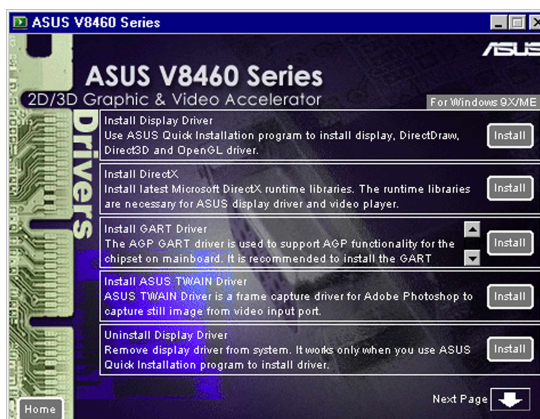 ASUS V8460 Series
ASUS
ASUS V8460 Series
2D/3D Graphic & Video Accelerator
For Windows 9X/ME
Drivers
Install Display Driver
Use ASUS Quick Installation program to install display, DirectDraw,
Direct3D and OpenGL driver.
Install
Install DirectX
Install latest Microsoft DirectX runtime libraries. The runtime libraries
are necessary for ASUS display driver and video player.
Install
Install GART Driver
The AGP GART driver is used to support AGP functionality for the
chipset on mainboard. It is recommended to install the GART
Install
Install ASUS TWAIN Driver
ASUS TWAIN Driver is a frame capture driver for Adobe Photoshop to
capture still image from video input port.
Install
Uninstall Display Driver
Remove display driver from system. It works only when you use ASUS
Quick Installation program to install driver.
Install
Next Page
Home